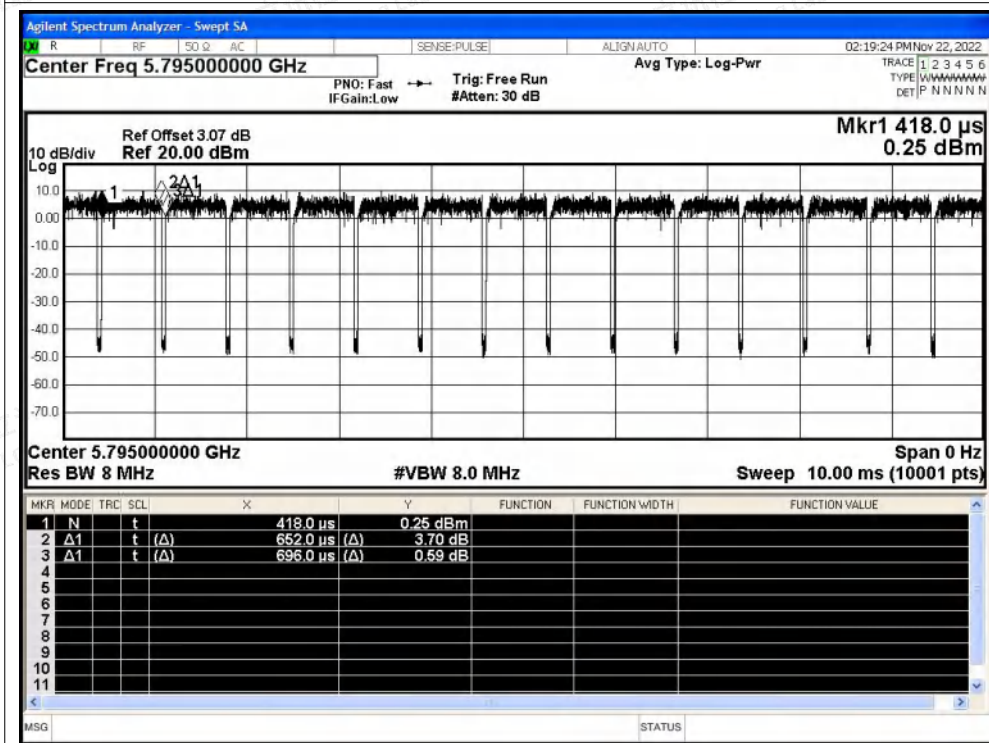 Agilent Spectrum Analyzer - Swept SA
LXI R RF 50 Ω AC SENSE:PULSE ALIGN AUTO 02:19:24 PM Nov 22, 2022
Center Freq 5.795000000 GHz
PNO: Fast
IFGain:Low
Trig: Free Run
#Atten: 30 dB
Avg Type: Log-Pwr
TRACE 1 2 3 4 5 6
TYPE WWWWWW
DET P N N N N N
Mkr1 418.0 µs
0.25 dBm
Ref Offset 3.07 dB
10 dB/div Ref 20.00 dBm
Log
10.0
0.00
-10.0
-20.0
-30.0
-40.0
-50.0
-60.0
-70.0
1
2Δ1
3Δ1
Center 5.795000000 GHz Span 0 Hz
Res BW 8 MHz #VBW 8.0 MHz Sweep 10.00 ms (10001 pts)
MKR MODE TRC SCL X Y FUNCTION FUNCTION WIDTH FUNCTION VALUE
1 N t 418.0 µs 0.25 dBm
2 Δ1 t (Δ) 652.0 µs (Δ) 3.70 dB
3 Δ1 t (Δ) 696.0 µs (Δ) 0.59 dB
4
5
6
7
8
9
10
11
MSG STATUS